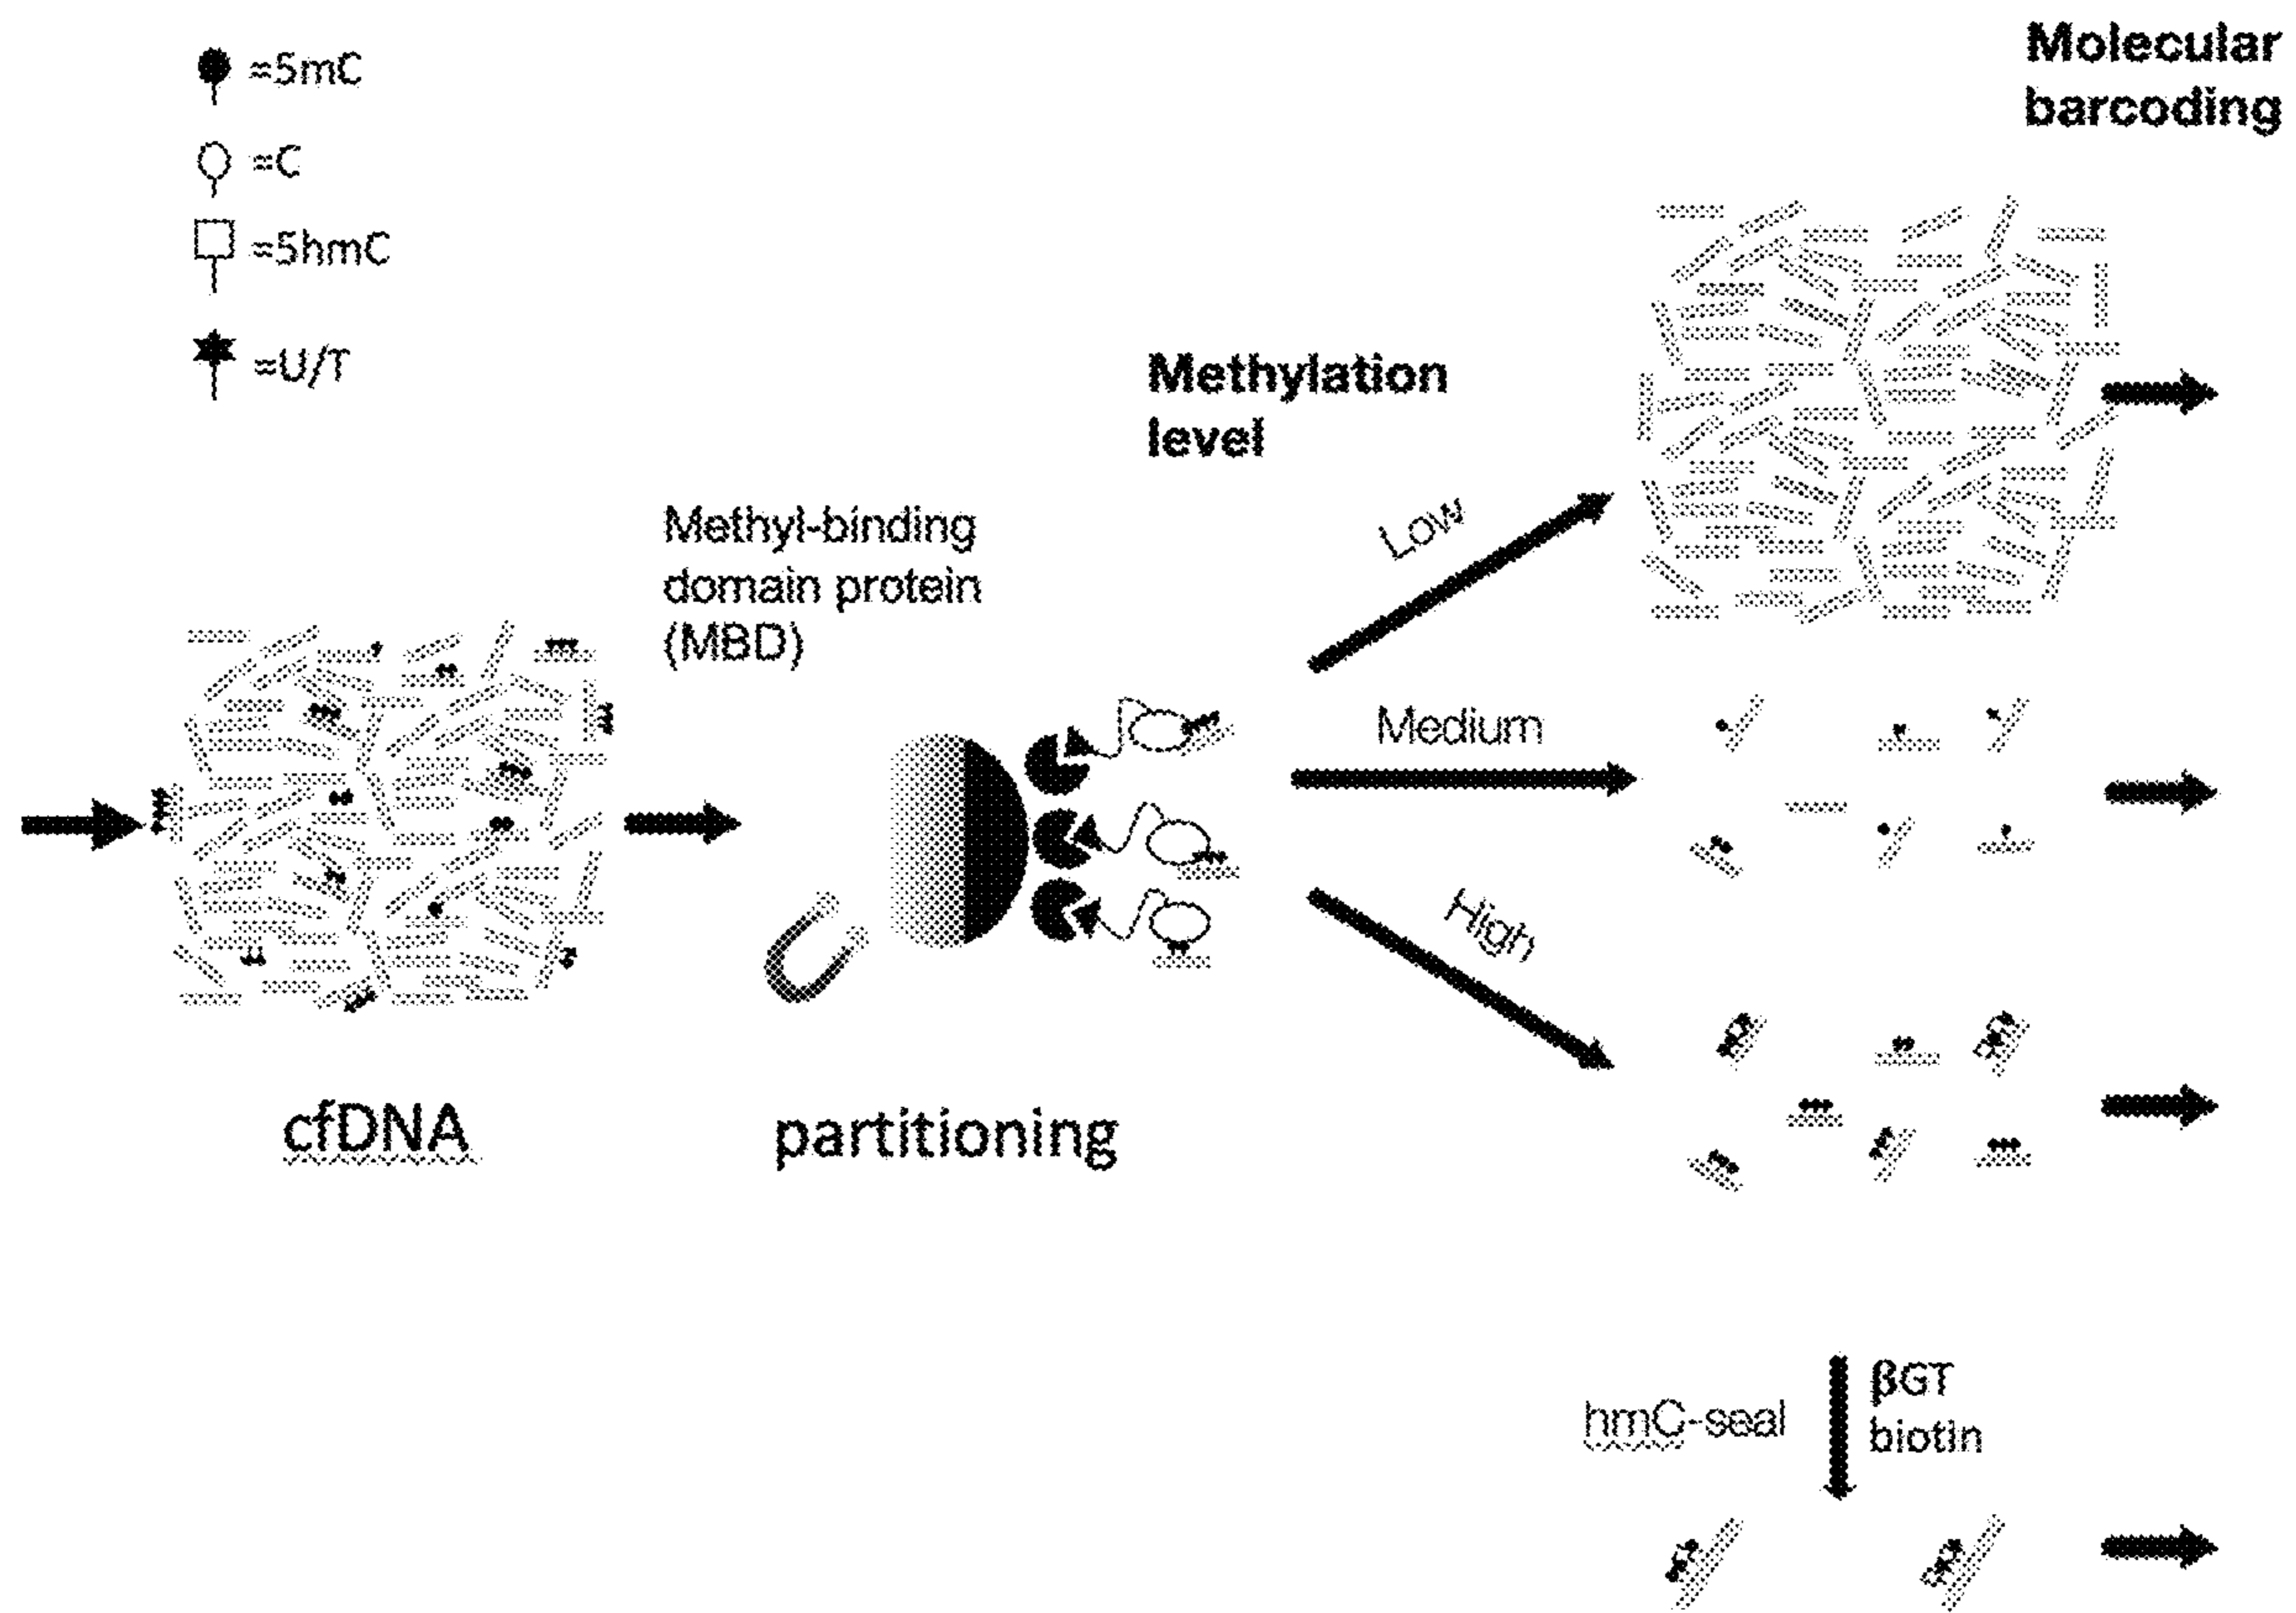 =5mC
=C
=5hmC
=U/T
Molecular
barcoding
Methylation
level
Low
Medium
High
Methyl-binding
domain protein
(MBD)
cfDNA
partitioning
hmC-seal
βGT
biotin